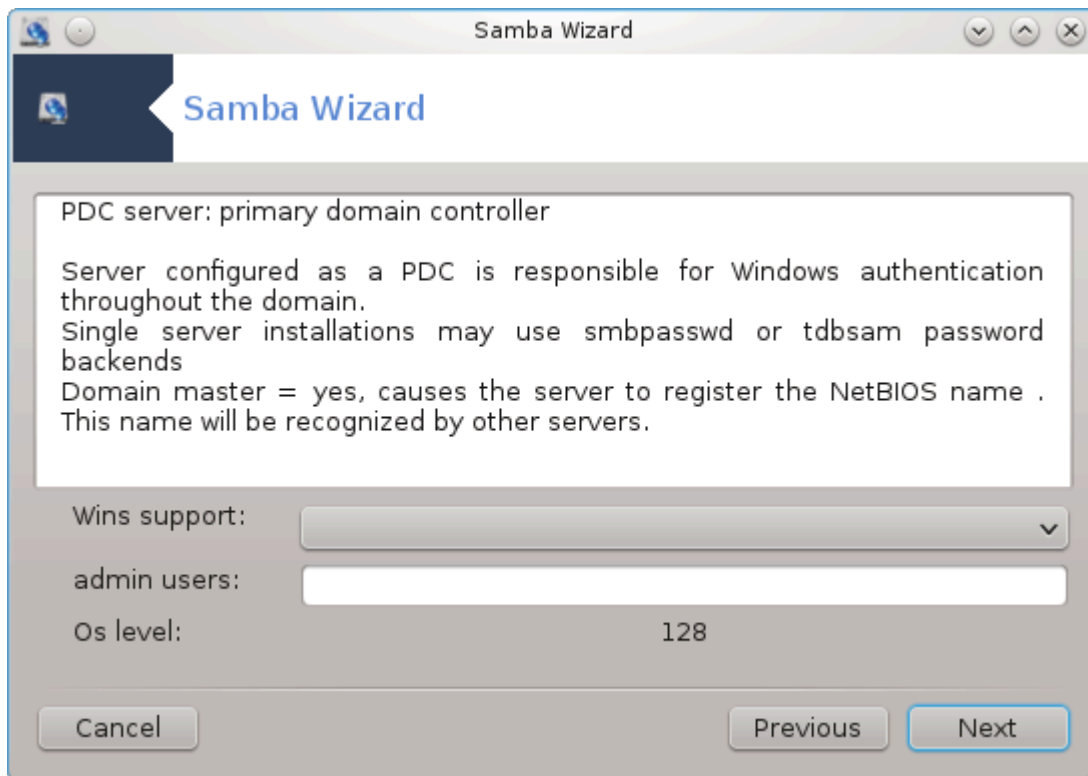 Samba Wizard
Samba Wizard
PDC server: primary domain controller
Server configured as a PDC is responsible for Windows authentication
throughout the domain.
Single server installations may use smbpasswd or tdbsam password
backends
Domain master = yes, causes the server to register the NetBIOS name .
This name will be recognized by other servers.
Wins support:
admin users:
Os level: 128
Cancel Previous Next